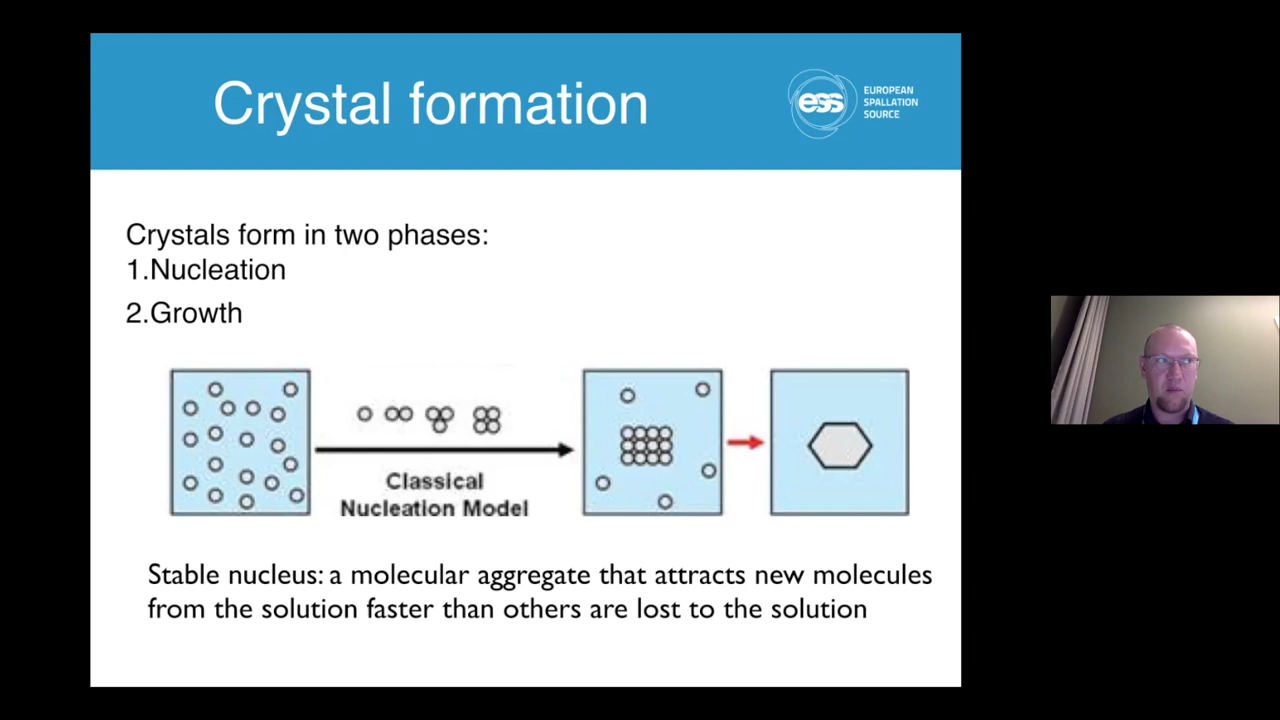 Crystal formation
ess
EUROPEAN
SPALLATION
SOURCE
Crystals form in two phases:
1.Nucleation
2.Growth
Classical
Nucleation Model
Stable nucleus: a molecular aggregate that attracts new molecules
from the solution faster than others are lost to the solution